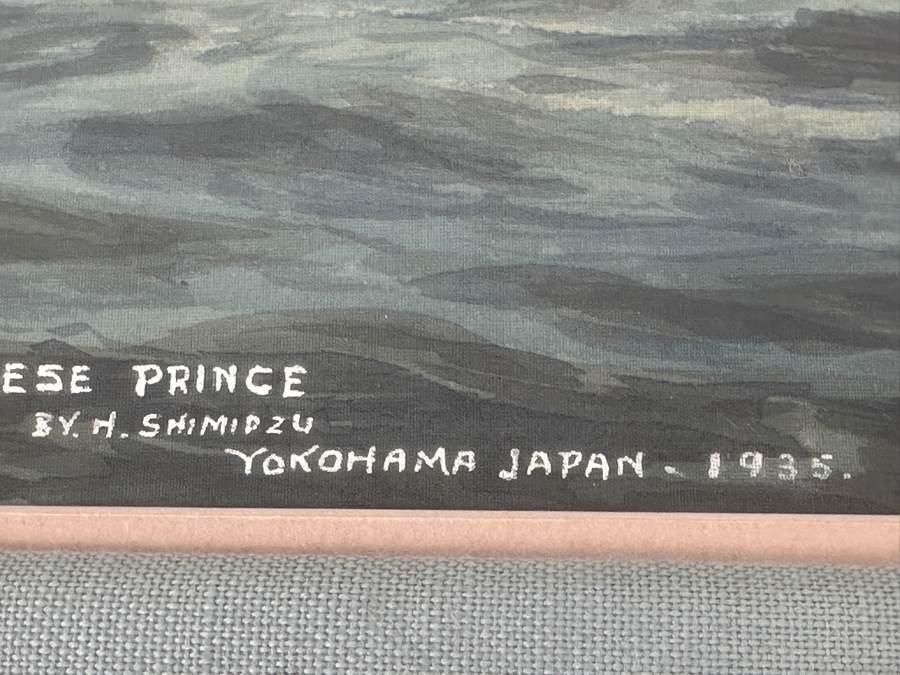 ESE PRINCE
BY. H. SHIMIDZU
YOKOHAMA JAPAN - 1935.